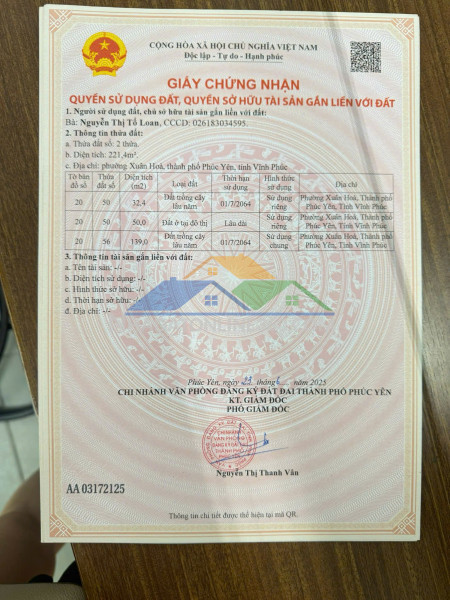 CỘNG HÒA XÃ HỘI CHỦ NGHĨA VIỆT NAM
Độc lập - Tự do - Hạnh phúc
GIẤY CHỨNG NHẬN
QUYỀN SỬ DỤNG ĐẤT, QUYỀN SỞ HỮU TÀI SẢN GẮN LIỀN VỚI ĐẤT
1. Người sử dụng đất, chủ sở hữu tài sản gắn liền với đất:
Bà: Nguyễn Thị Tố Loan, CCCD: 026183034595.
2. Thông tin thửa đất:
a. Thửa đất số: 2 thửa.
b. Diện tích: 221,4m².
c. Địa chỉ: phường Xuân Hoà, thành phố Phúc Yên, tỉnh Vĩnh Phúc
Tờ bản đồ số Thửa đất số Diện tích (m2) Loại đất Thời hạn sử dụng Hình thức sử dụng Địa chỉ
20 50 32,4 Đất trồng cây lâu năm 01/7/2064 Sử dụng riêng Phường Xuân Hoà, Thành phố Phúc Yên, Tỉnh Vĩnh Phúc
20 50 50,0 Đất ở tại đô thị Lâu dài Sử dụng riêng Phường Xuân Hoà, Thành phố Phúc Yên, Tỉnh Vĩnh Phúc
20 56 139,0 Đất trồng cây lâu năm 01/7/2064 Sử dụng chung Phường Xuân Hoà, Thành phố Phúc Yên, Tỉnh Vĩnh Phúc
3. Thông tin tài sản gắn liền với đất:
a. Tên tài sản: -/-
b. Diện tích sử dụng: -/-
c. Hình thức sở hữu: -/-
d. Thời hạn sở hữu: -/-
đ. Địa chỉ: -/-
Phúc Yên, ngày tháng năm 2025
CHI NHÁNH VĂN PHÒNG ĐĂNG KÝ ĐẤT ĐAI THÀNH PHỐ PHÚC YÊN
KT. GIÁM ĐỐC
PHÓ GIÁM ĐỐC
Nguyễn Thị Thanh Vân
AA 03172125
Thông tin chi tiết được thể hiện tại mã QR.